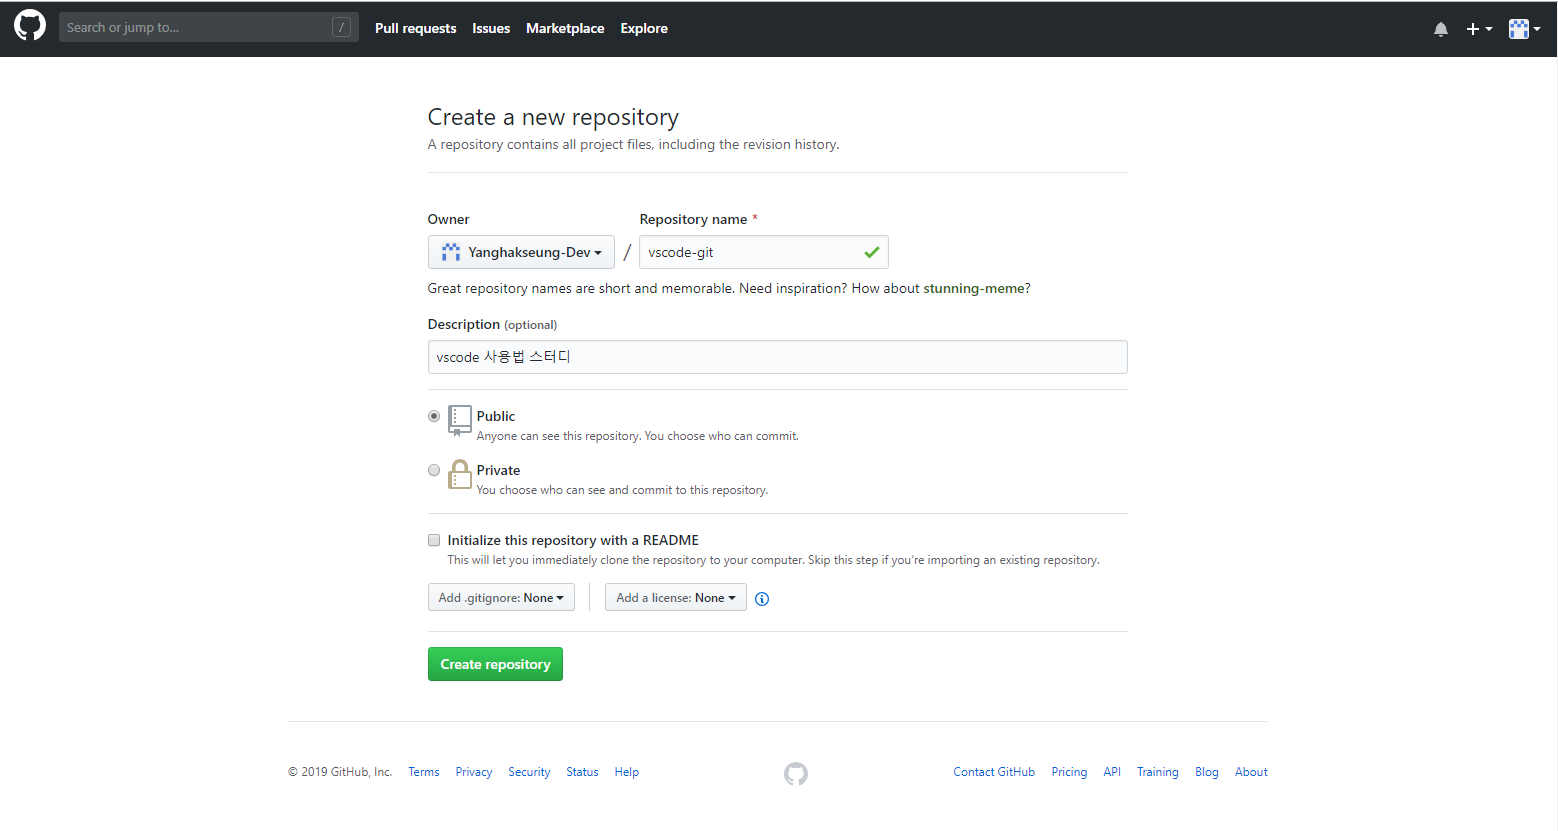 Search or jump to... /
Pull requests Issues Marketplace Explore
Create a new repository
A repository contains all project files, including the revision history.
Owner Repository name *
Yanghakseung-Dev / vscode-git
Great repository names are short and memorable. Need inspiration? How about stunning-meme?
Description (optional)
vscode 사용법 스터디
Public
Anyone can see this repository. You choose who can commit.
Private
You choose who can see and commit to this repository.
Initialize this repository with a README
This will let you immediately clone the repository to your computer. Skip this step if you're importing an existing repository.
Add .gitignore: None Add a license: None
Create repository
© 2019 GitHub, Inc. Terms Privacy Security Status Help Contact GitHub Pricing API Training Blog About